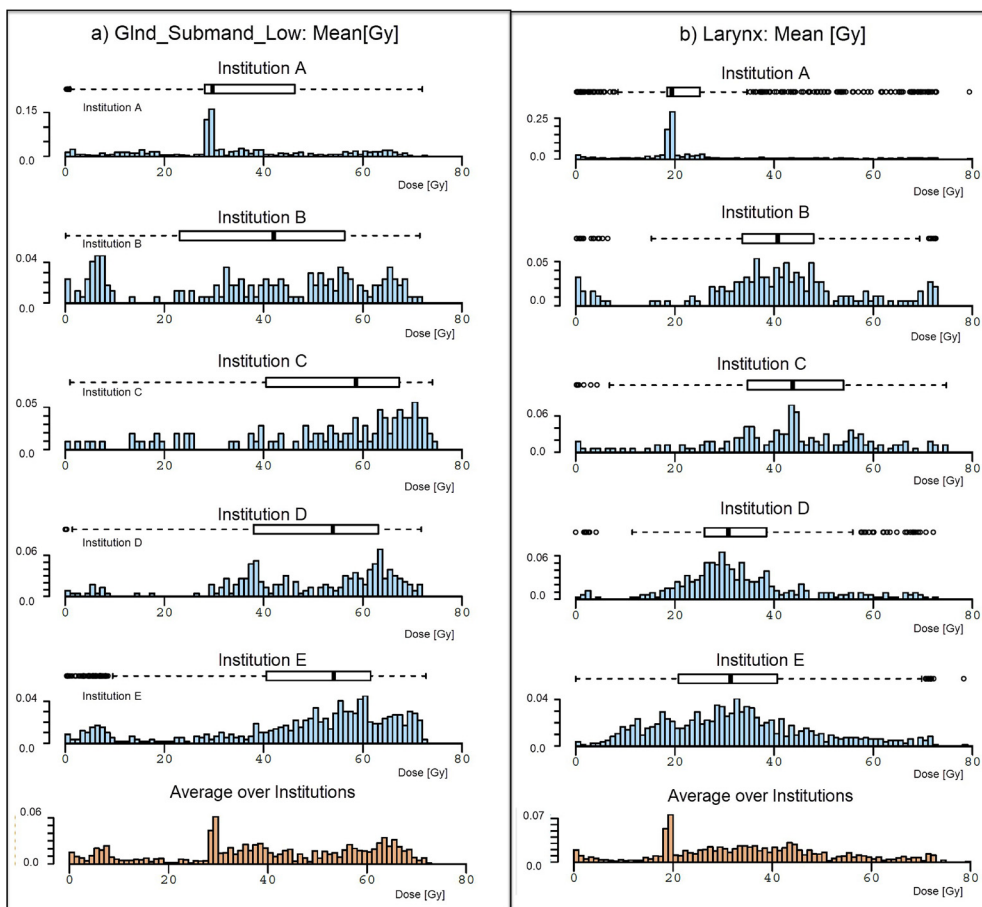 a) Glnd_Submand_Low: Mean[Gy]
Institution A
Institution A
0.15
0.0
0 20 40 60 80
Dose [Gy]
Institution B
Institution B
0.04
0.0
0 20 40 60 80
Dose [Gy]
Institution C
Institution C
0.05
0.0
0 20 40 60 80
Dose [Gy]
Institution D
Institution D
0.06
0.0
0 20 40 60 80
Dose [Gy]
Institution E
Institution E
0.04
0.0
0 20 40 60 80
Dose [Gy]
Average over Institutions
0.06
0.0
0 20 40 60 80
Dose [Gy]
b) Larynx: Mean [Gy]
Institution A
0.25
0.0
0 20 40 60 80
Dose [Gy]
Institution B
0.05
0.0
0 20 40 60 80
Dose [Gy]
Institution C
0.06
0.0
0 20 40 60 80
Dose [Gy]
Institution D
0.06
0.0
0 20 40 60 80
Dose [Gy]
Institution E
0.04
0.0
0 20 40 60 80
Dose [Gy]
Average over Institutions
0.07
0.0
0 20 40 60 80
Dose [Gy]